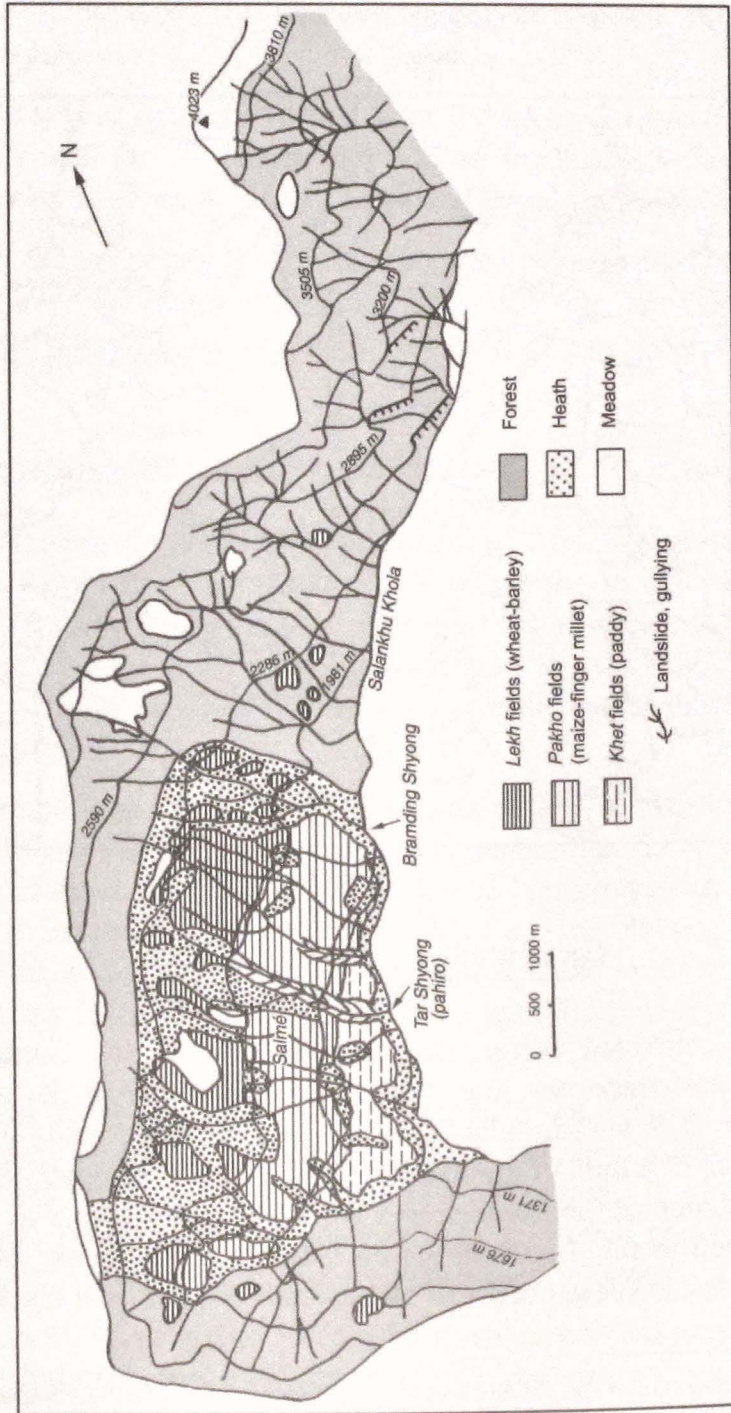 N
4023 m
3810 m
3505 m
3200 m
2895 m
2590 m
2286 m
1981 m
Salankhu Khola
Bramding Shyong
Salmé
Tar Shyong
(pahiro)
1371 m
1676 m
0 500 1000 m
Lekh fields (wheat-barley)
Pakho fields
(maize-finger millet)
Khet fields (paddy)
Landslide, gullying
Forest
Heath
Meadow